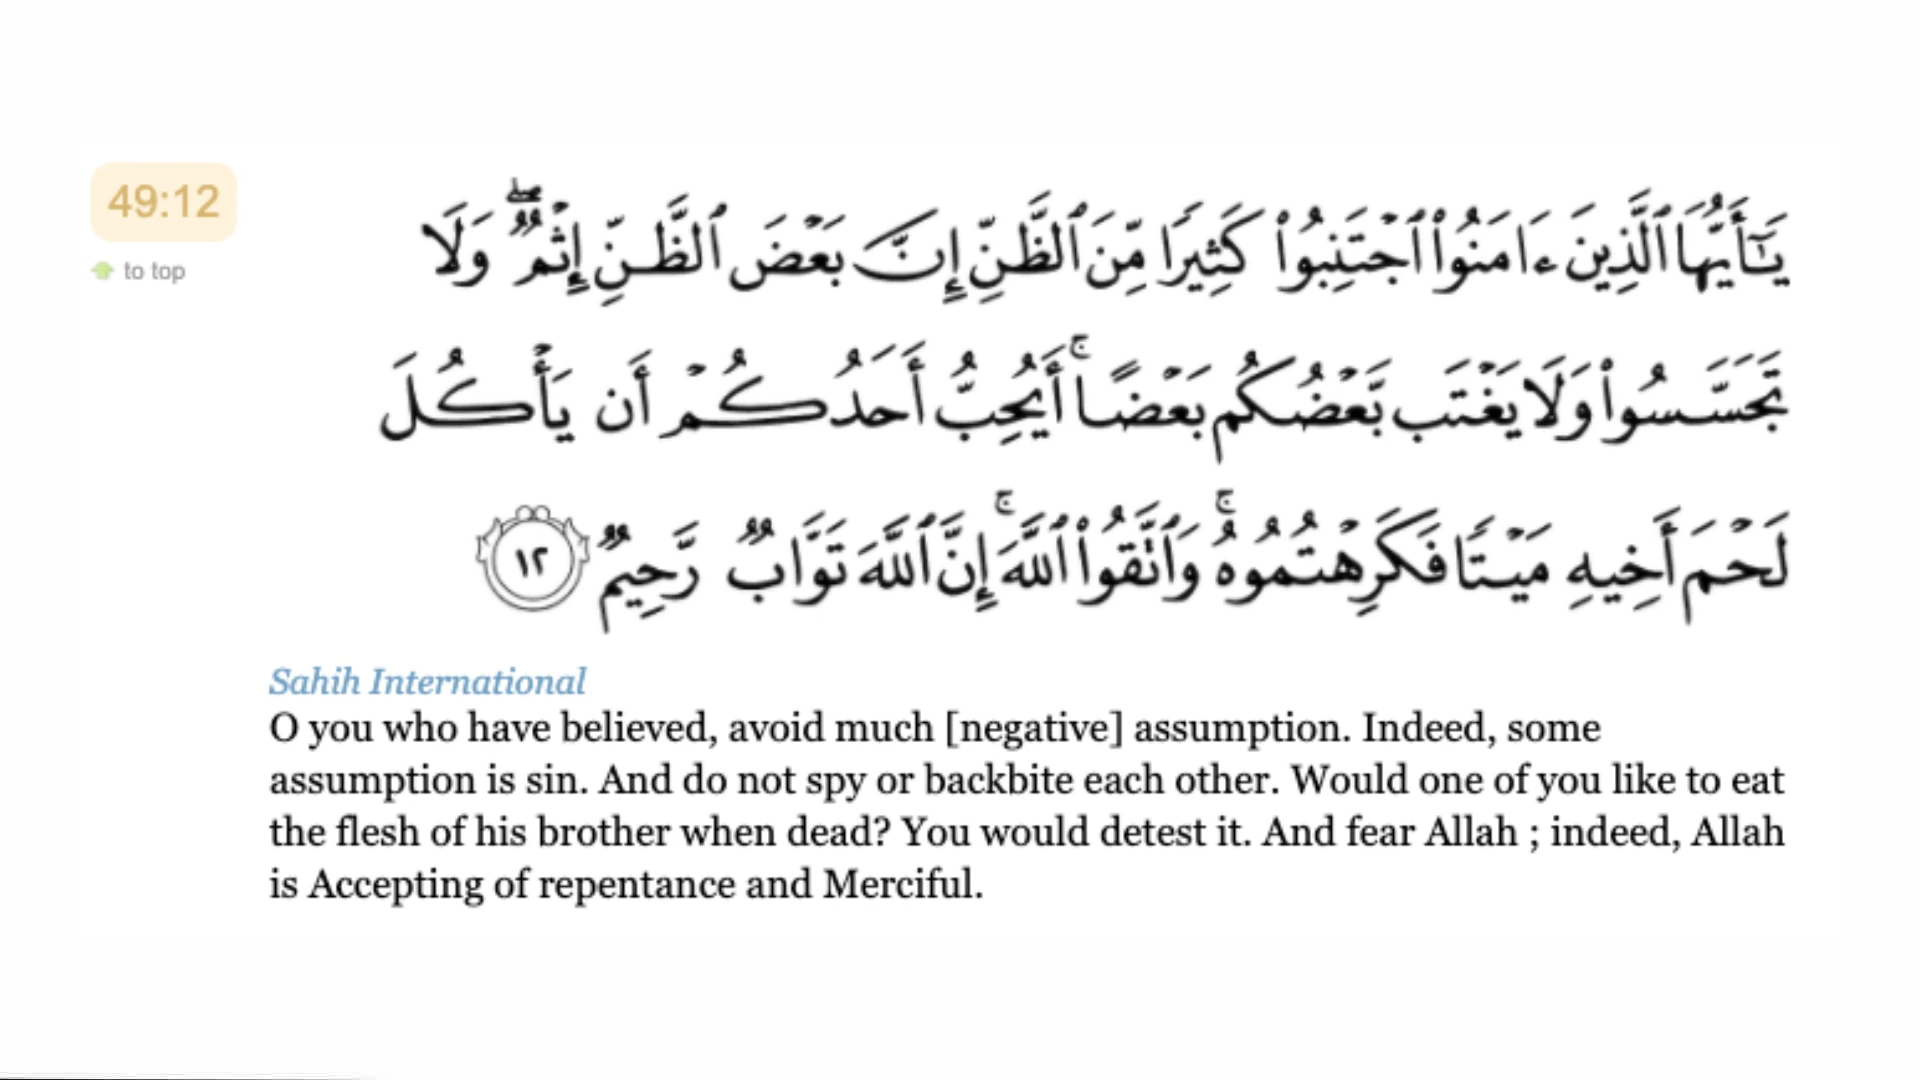 49:12
to top
يَـٰٓأَيُّهَا ٱلَّذِينَ ءَامَنُوا۟ ٱجْتَنِبُوا۟ كَثِيرًا مِّنَ ٱلظَّنِّ إِنَّ بَعْضَ ٱلظَّنِّ إِثْمٌ ۖ وَلَا
تَجَسَّسُوا۟ وَلَا يَغْتَب بَّعْضُكُم بَعْضًا ۚ أَيُحِبُّ أَحَدُكُمْ أَن يَأْكُلَ
لَحْمَ أَخِيهِ مَيْتًا فَكَرِهْتُمُوهُ ۚ وَٱتَّقُوا۟ ٱللَّهَ ۚ إِنَّ ٱللَّهَ تَوَّابٌ رَّحِيمٌ ١٢
Sahih International
O you who have believed, avoid much [negative] assumption. Indeed, some
assumption is sin. And do not spy or backbite each other. Would one of you like to eat
the flesh of his brother when dead? You would detest it. And fear Allah ; indeed, Allah
is Accepting of repentance and Merciful.